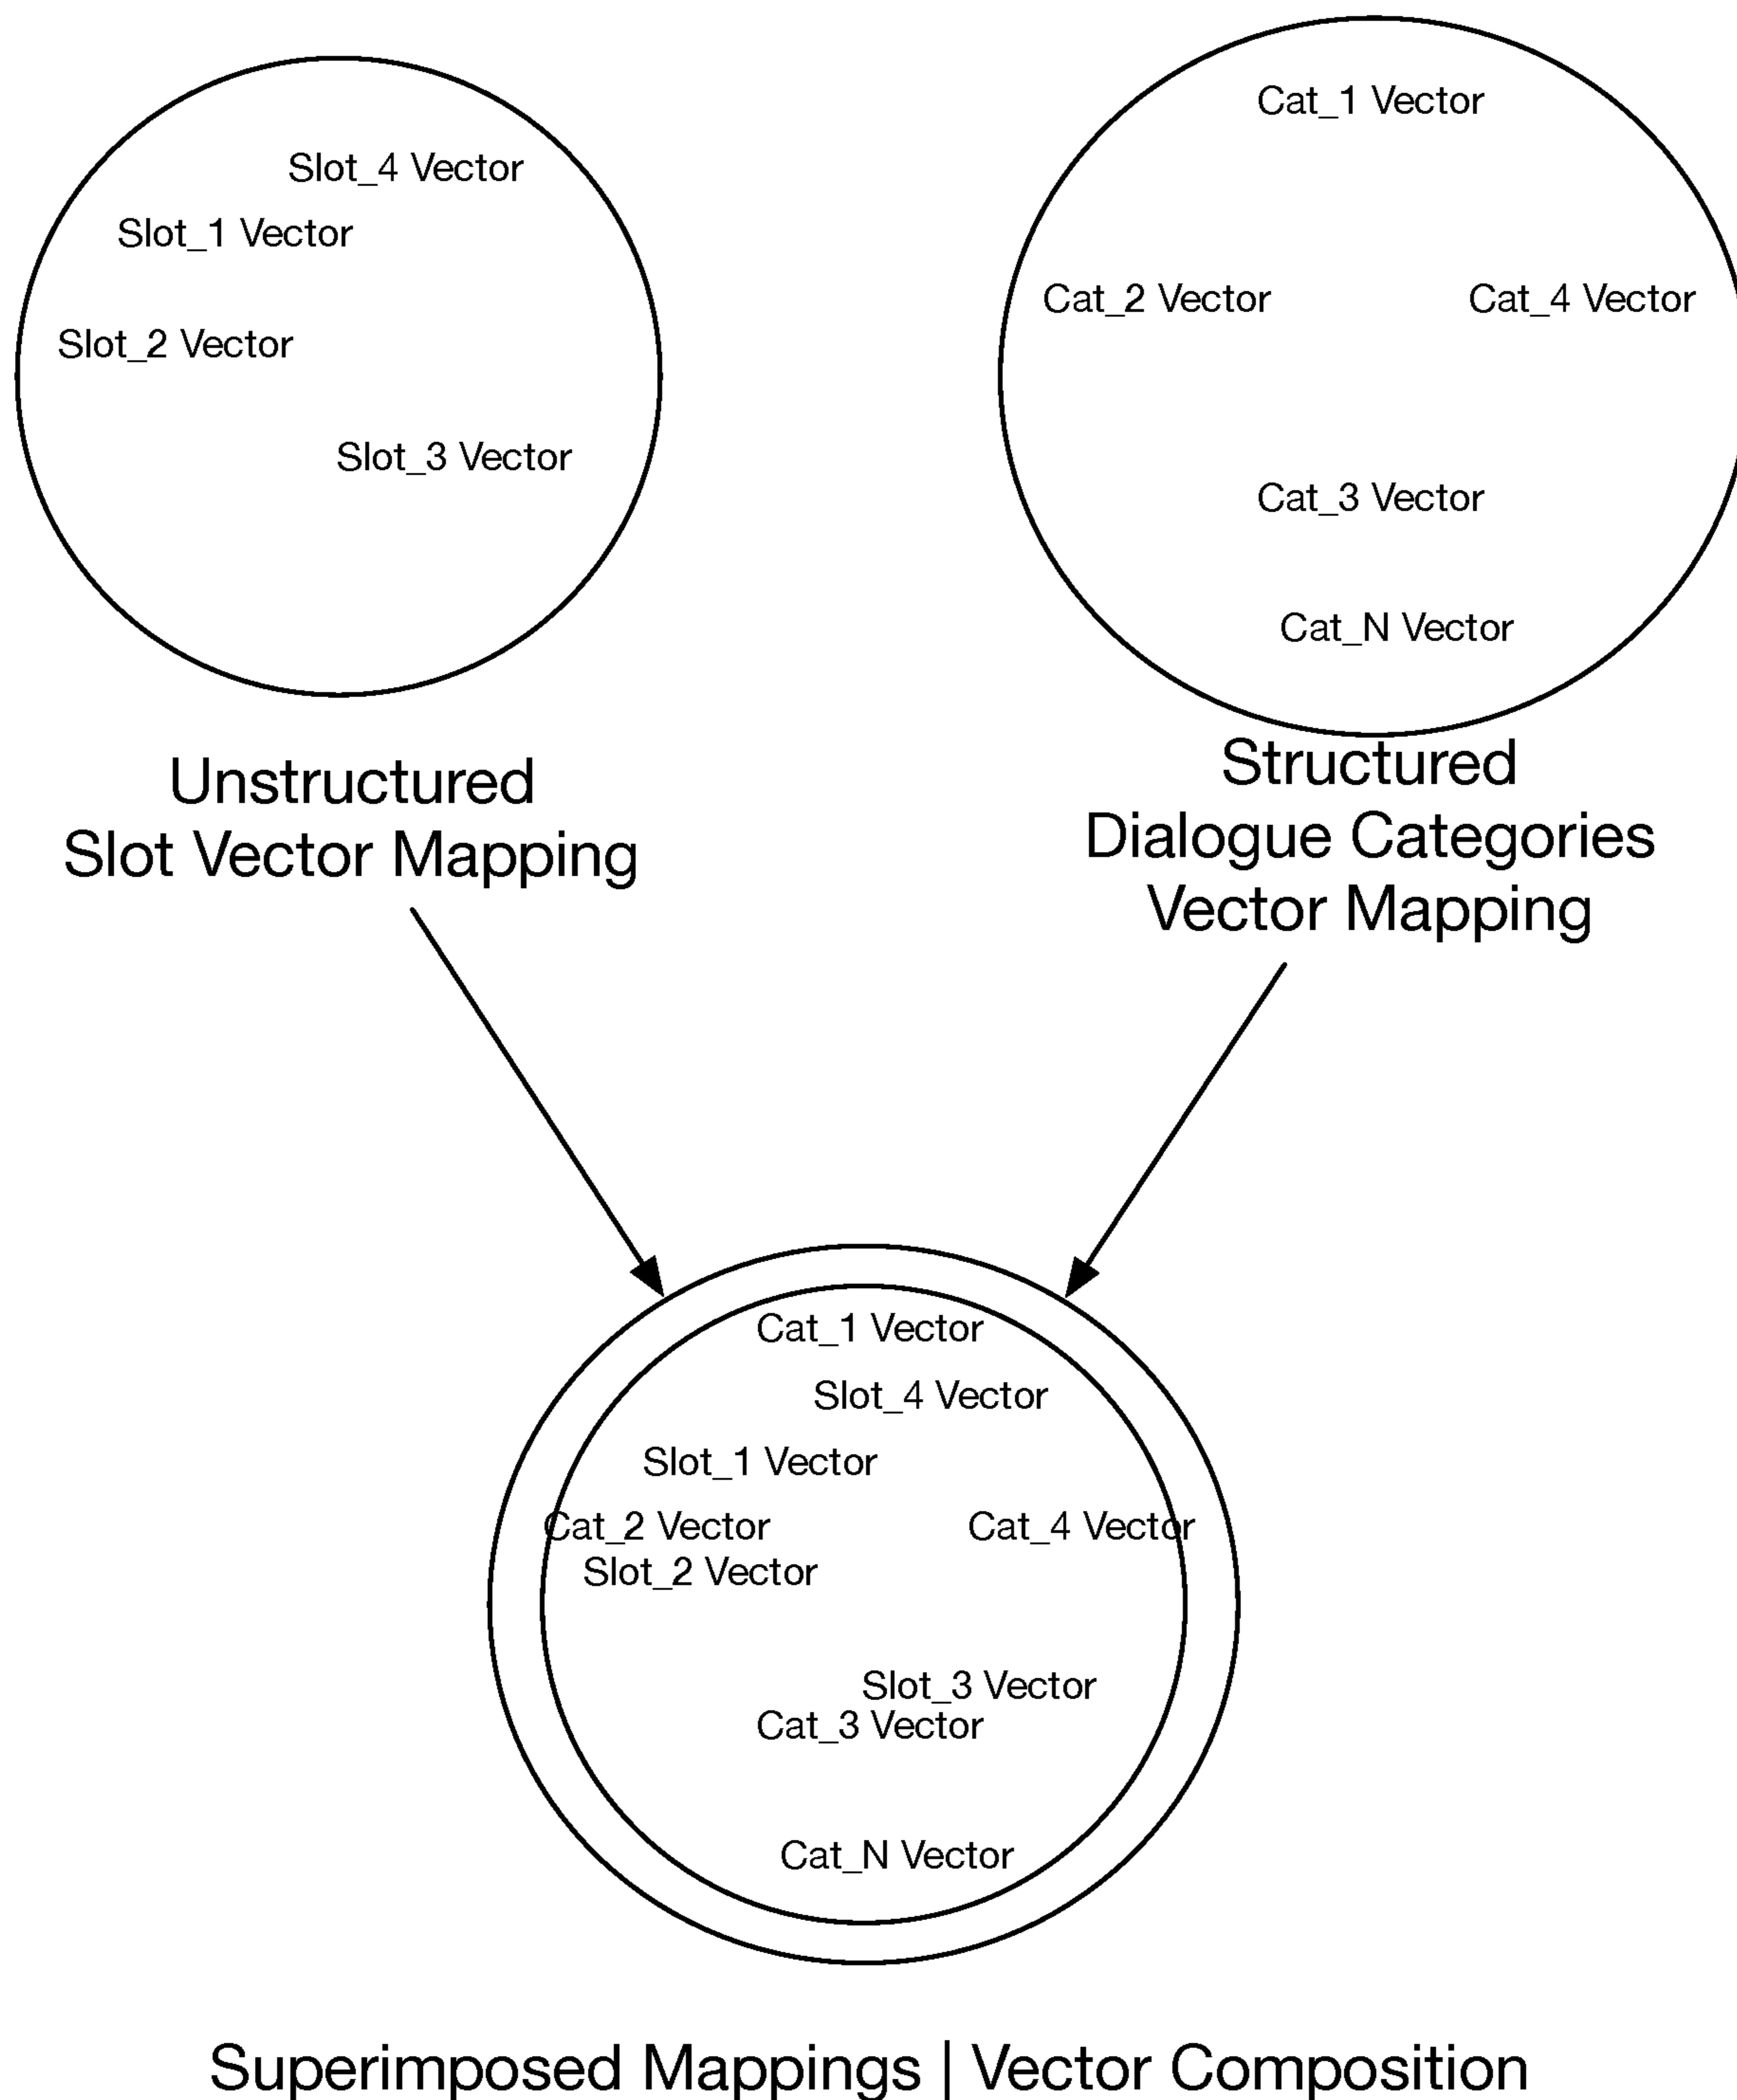 Slot_4 Vector
Slot_1 Vector
Slot_2 Vector
Slot_3 Vector
Unstructured
Slot Vector Mapping
Cat_1 Vector
Cat_2 Vector
Cat_4 Vector
Cat_3 Vector
Cat_N Vector
Structured
Dialogue Categories
Vector Mapping
Cat_1 Vector
Slot_4 Vector
Slot_1 Vector
Cat_2 Vector
Cat_4 Vector
Slot_2 Vector
Slot_3 Vector
Cat_3 Vector
Cat_N Vector
Superimposed Mappings | Vector Composition